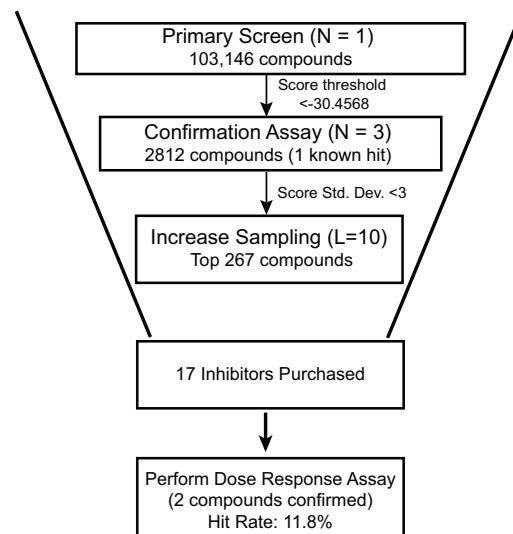 Primary Screen (N = 1)
103,146 compounds
Score threshold
<-30.4568
Confirmation Assay (N = 3)
2812 compounds (1 known hit)
Score Std. Dev. <3
Increase Sampling (L=10)
Top 267 compounds
17 Inhibitors Purchased
Perform Dose Response Assay
(2 compounds confirmed)
Hit Rate: 11.8%